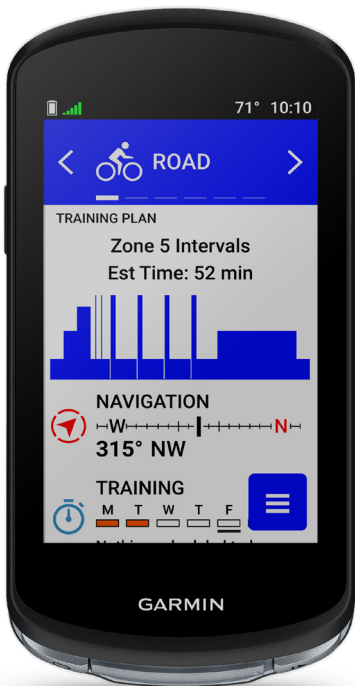 71° 10:10
ROAD
TRAINING PLAN
Zone 5 Intervals
Est Time: 52 min
NAVIGATION
W N
315° NW
TRAINING
M T W T F
GARMIN